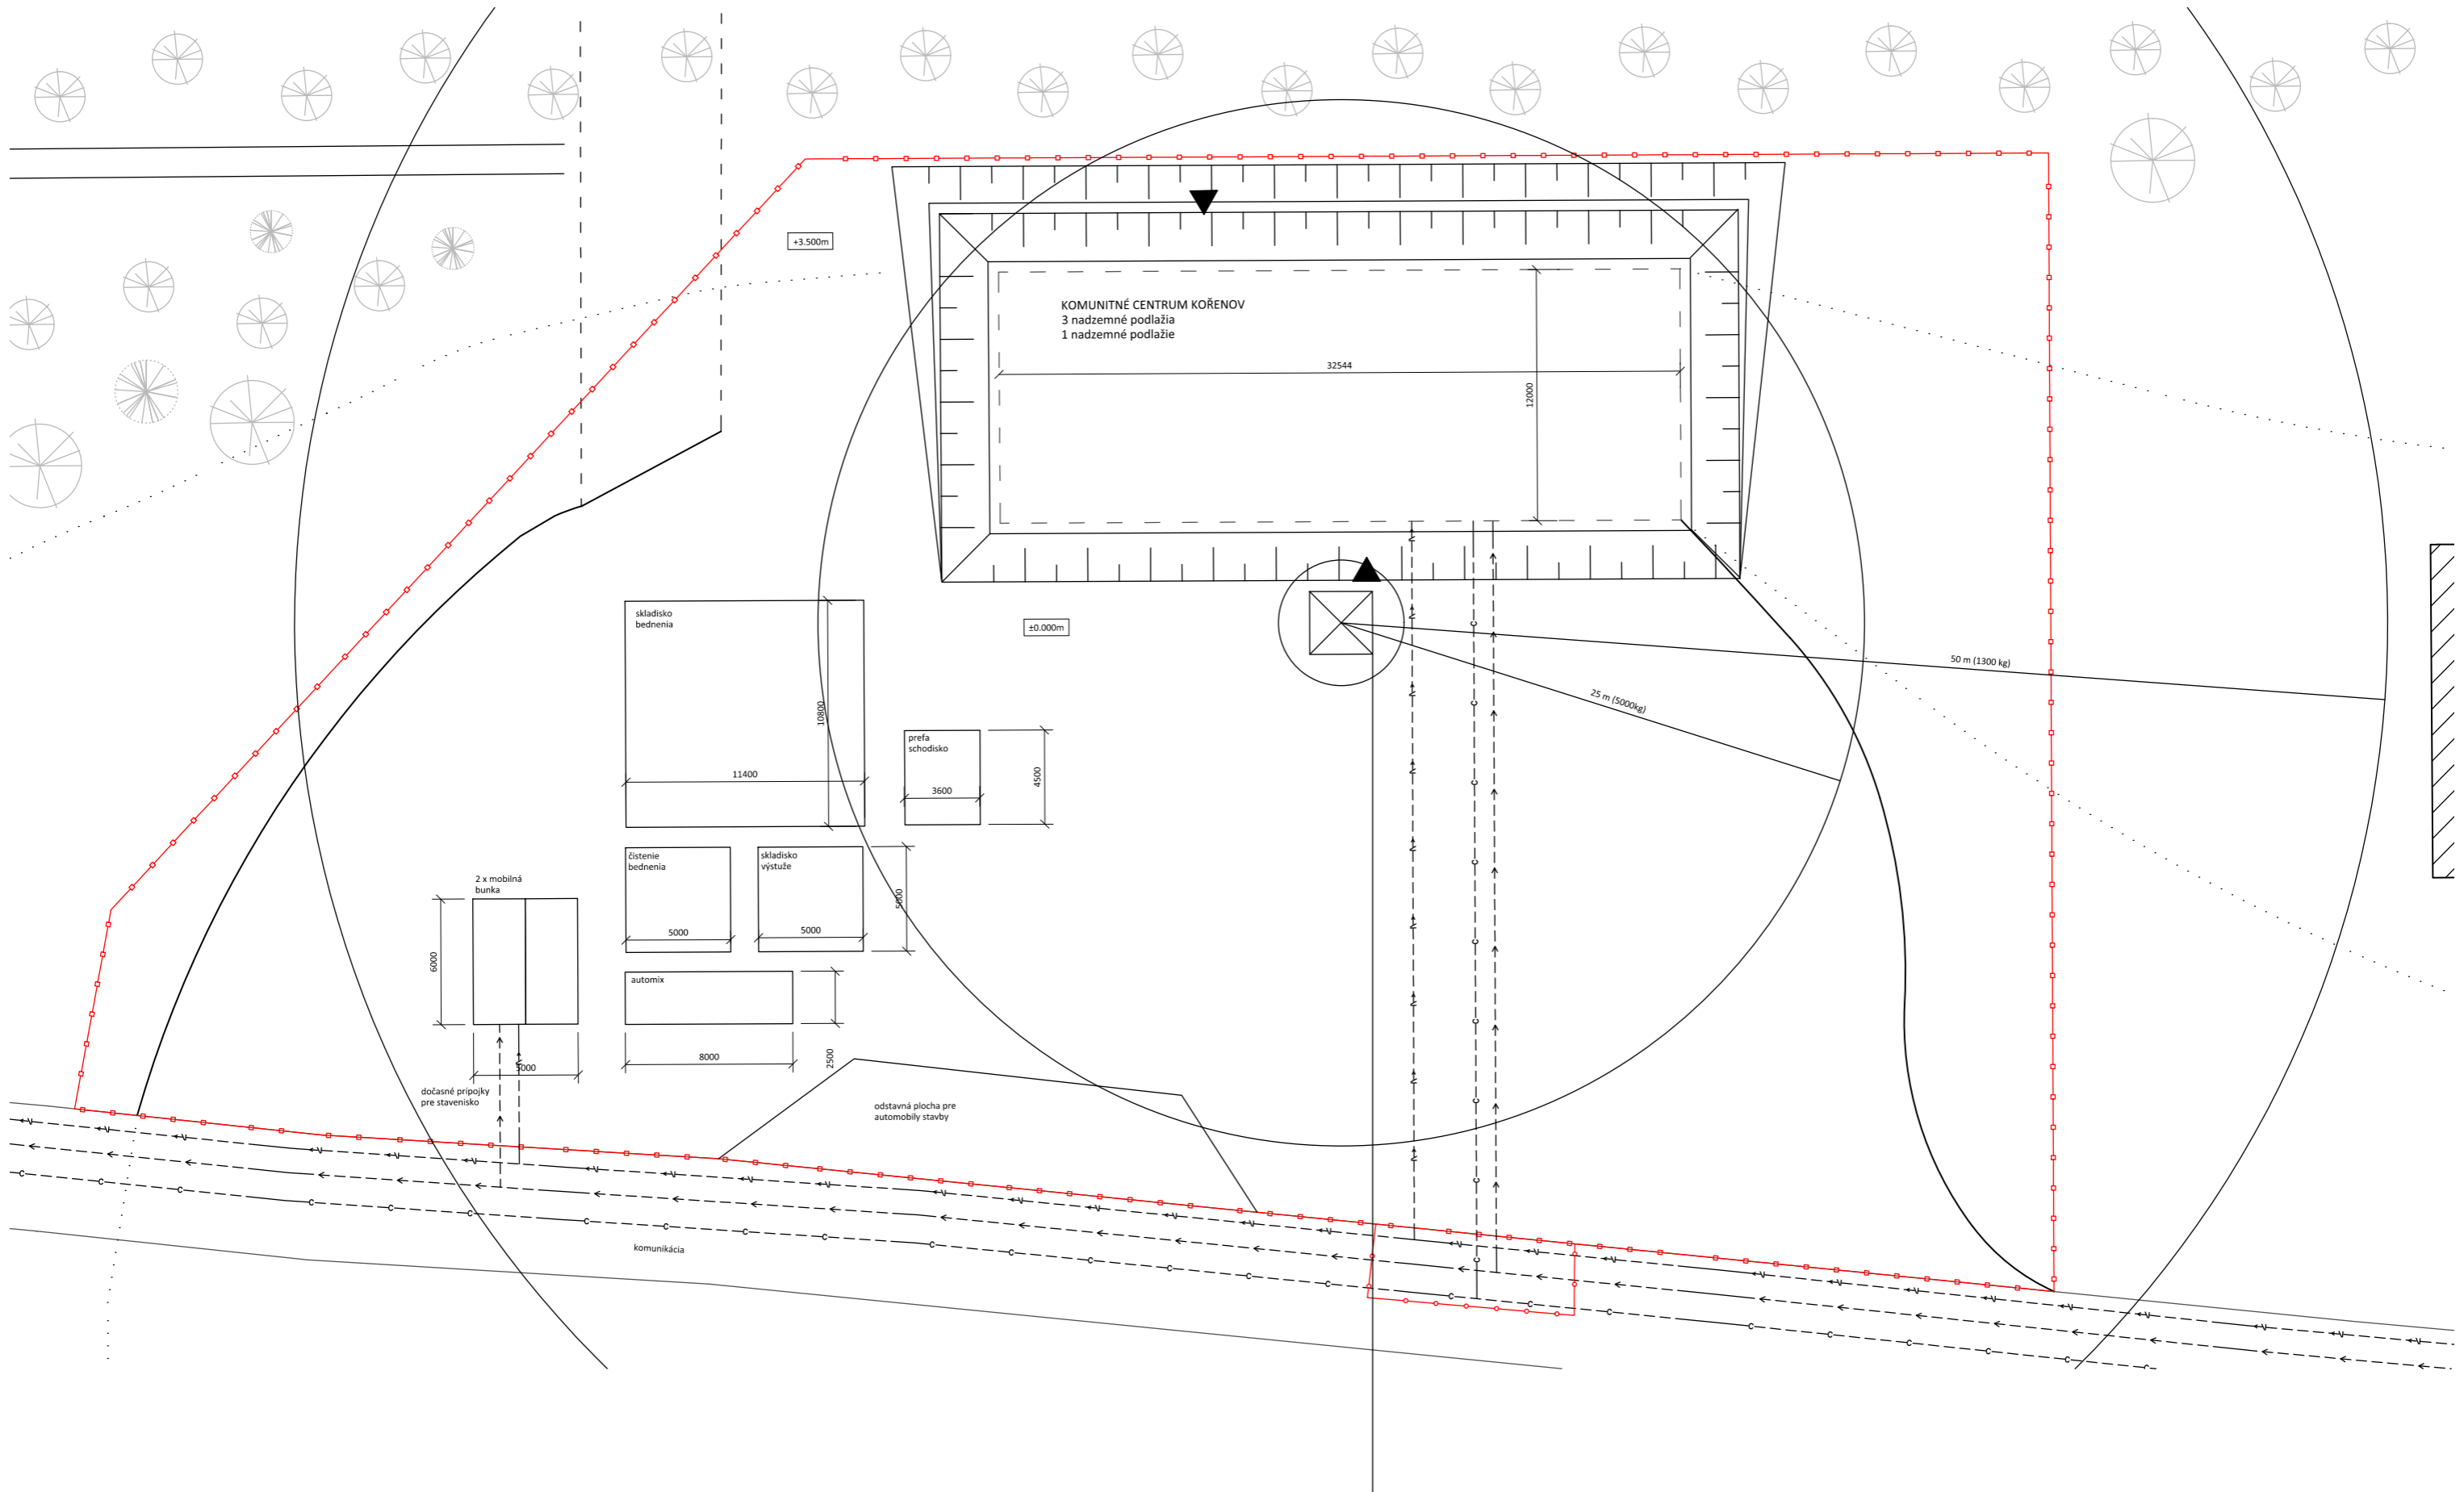 +3.500m
KOMUNITNÉ CENTRUM KOŘENOV
3 nadzemné podlažia
1 nadzemné podlažie
32544
12000
skladisko
bednenia
±0.000m
50 m (1300 kg)
25 m (5000kg)
10800
11400
prefa
schodisko
4500
3600
čistenie
bednenia
skladisko
výstuže
5000
5000
5000
2 x mobilná
bunka
6000
5000
automix
8000
2500
dočasné prípojky
pre stavenisko
odstavná plocha pre
automobily stavby
komunikácia